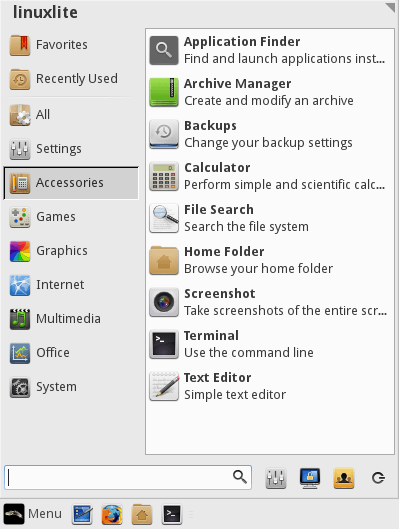 linuxlite
Favorites
Recently Used
All
Settings
Accessories
Games
Graphics
Internet
Multimedia
Office
System
Application Finder
Find and launch applications inst...
Archive Manager
Create and modify an archive
Backups
Change your backup settings
Calculator
Perform simple and scientific calc...
File Search
Search the file system
Home Folder
Browse your home folder
Screenshot
Take screenshots of the entire scr...
Terminal
Use the command line
Text Editor
Simple text editor
Menu